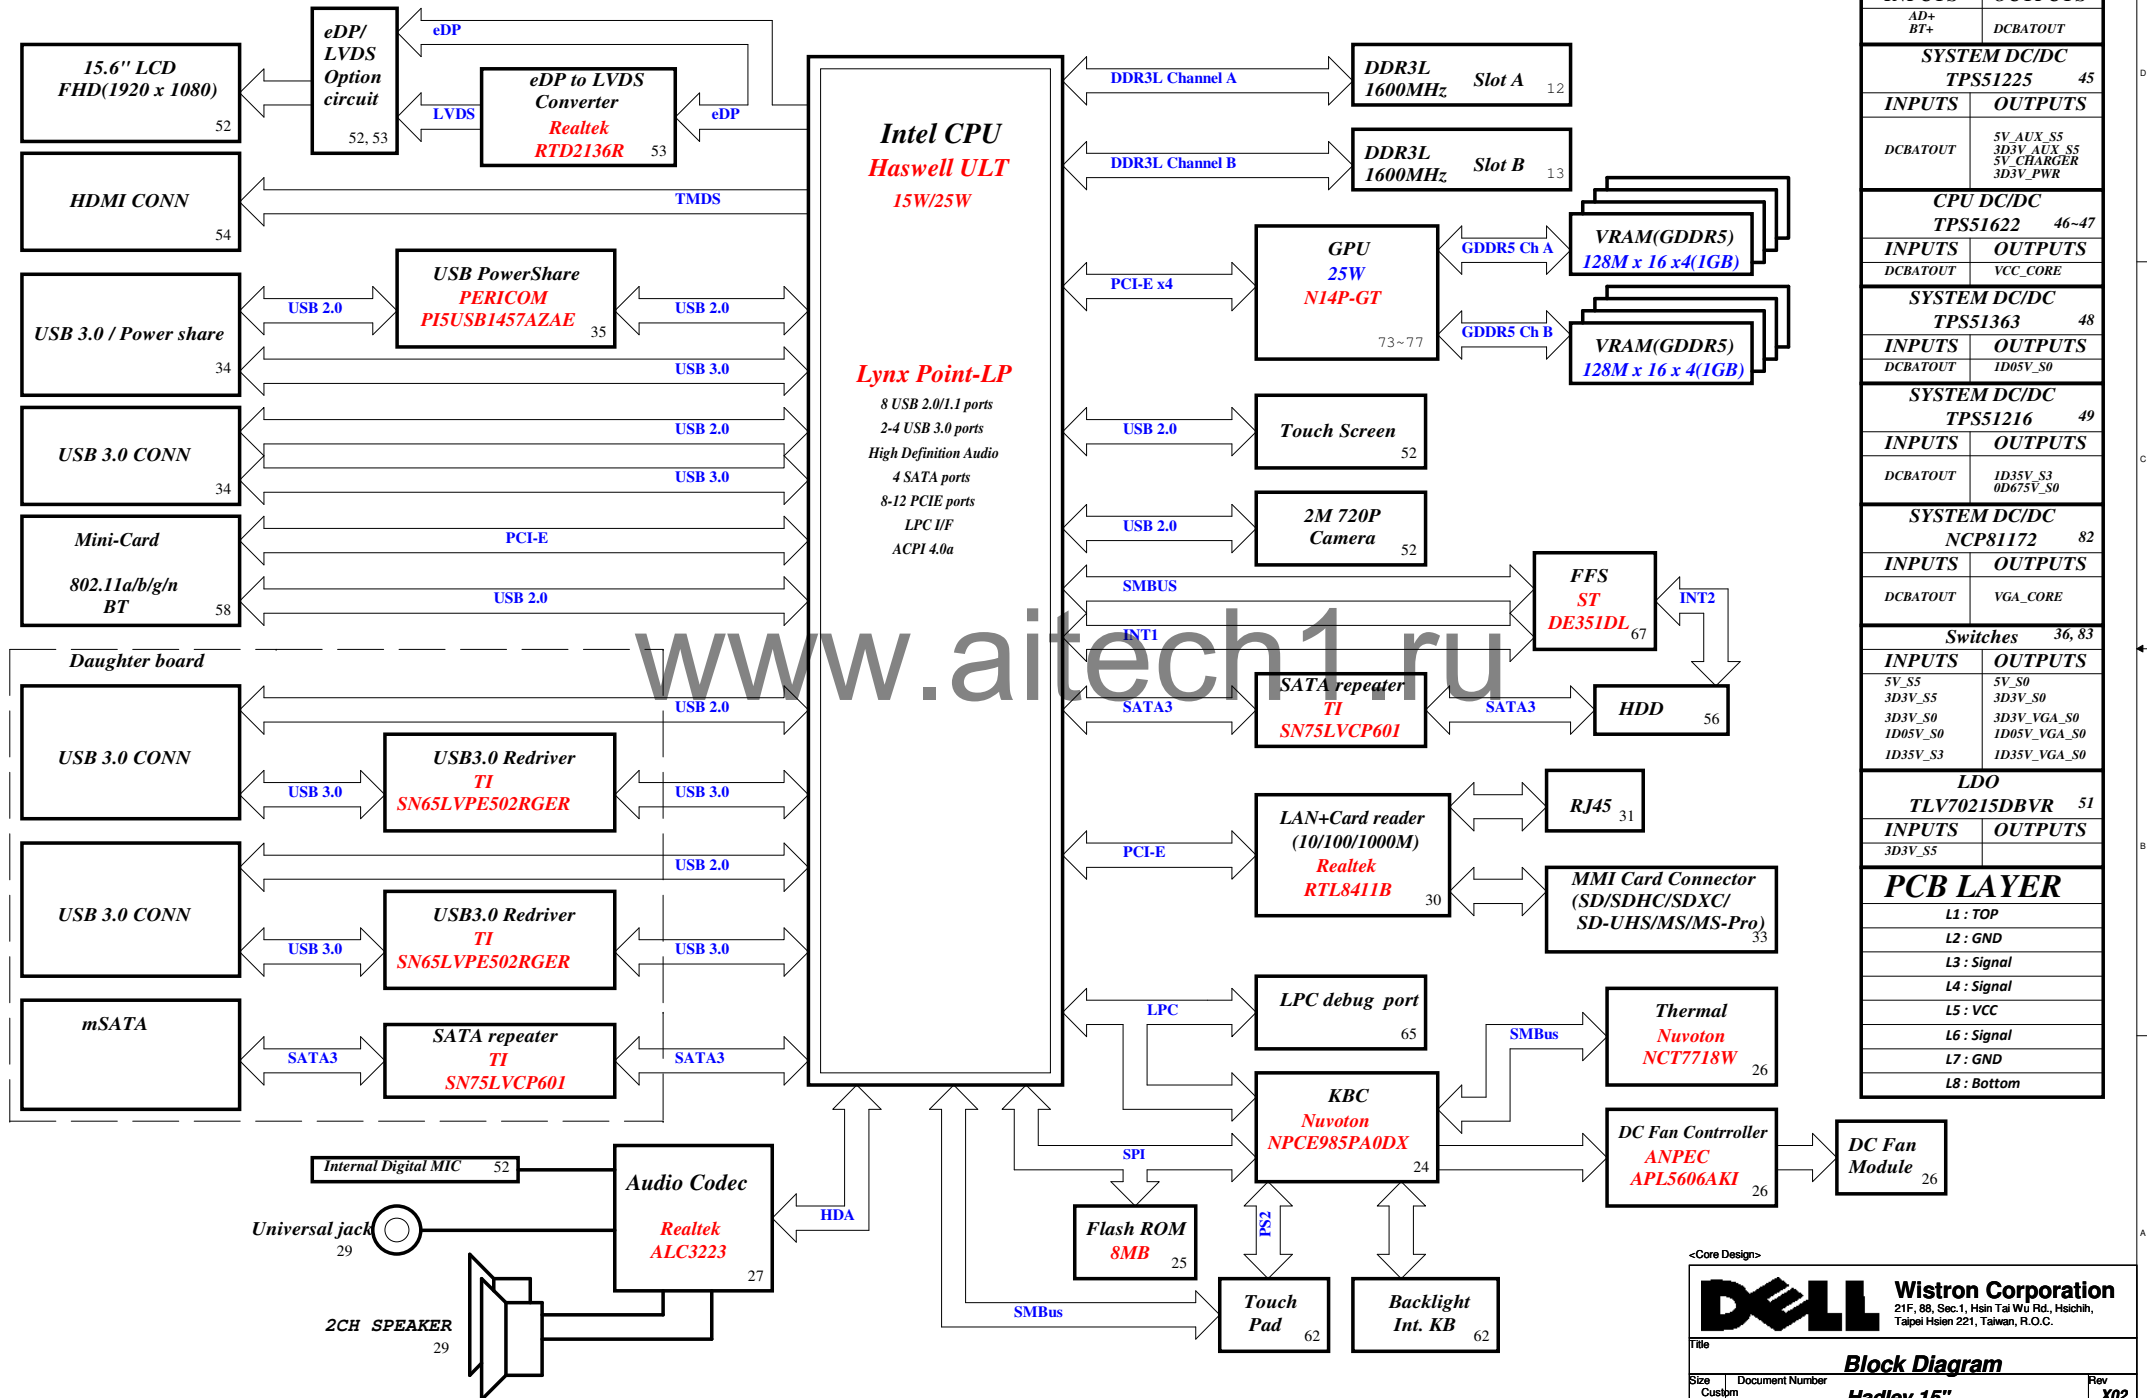 15.6" LCD
FHD(1920 x 1080)
52
eDP/
LVDS
Option
circuit
52, 53
eDP
LVDS
eDP to LVDS
Converter
Realtek
RTD2136R
53
eDP
HDMI CONN
54
TMDS
USB 3.0 / Power share
34
USB 2.0
USB PowerShare
PERICOM
PI5USB1457AZAE
35
USB 2.0
USB 3.0
USB 3.0 CONN
34
USB 2.0
USB 3.0
Mini-Card
802.11a/b/g/n
BT
58
PCI-E
USB 2.0
Daughter board
USB 3.0 CONN
USB 2.0
USB 3.0
USB3.0 Redriver
TI
SN65LVPE502RGER
USB 3.0
USB 3.0 CONN
USB 2.0
USB 3.0
USB3.0 Redriver
TI
SN65LVPE502RGER
USB 3.0
mSATA
SATA3
SATA repeater
TI
SN75LVCP601
SATA3
Internal Digital MIC 52
Universal jack
29
2CH SPEAKER
29
Audio Codec
Realtek
ALC3223
27
HDA
Intel CPU
Haswell ULT
15W/25W
Lynx Point-LP
8 USB 2.0/1.1 ports
2-4 USB 3.0 ports
High Definition Audio
4 SATA ports
8-12 PCIE ports
LPC I/F
ACPI 4.0a
www.aitech1.ru
DDR3L Channel A
DDR3L
1600MHz Slot A 12
DDR3L Channel B
DDR3L
1600MHz Slot B 13
PCI-E x4
GPU
25W
N14P-GT
73~77
GDDR5 Ch A
VRAM(GDDR5)
128M x 16 x4(1GB)
GDDR5 Ch B
VRAM(GDDR5)
128M x 16 x 4(1GB)
USB 2.0
Touch Screen
52
USB 2.0
2M 720P
Camera
52
SMBUS
INT1
FFS
ST
DE351DL
67
INT2
SATA3
SATA repeater
TI
SN75LVCP601
SATA3
HDD
56
PCI-E
LAN+Card reader
(10/100/1000M)
Realtek
RTL8411B
30
RJ45
31
MMI Card Connector
(SD/SDHC/SDXC/
SD-UHS/MS/MS-Pro)
33
LPC
LPC debug port
65
KBC
Nuvoton
NPCE985PA0DX
24
SMBus
Thermal
Nuvoton
NCT7718W
26
DC Fan Contrroller
ANPEC
APL5606AKI
26
DC Fan
Module
26
SPI
Flash ROM
8MB
25
PS2
SMBus
Touch
Pad
62
Backlight
Int. KB
62
INPUTS OUTPUTS
AD+
BT+
DCBATOUT
SYSTEM DC/DC
TPS51225 45
INPUTS OUTPUTS
DCBATOUT
5V_AUX_S5
3D3V_AUX_S5
5V_CHARGER
3D3V_PWR
CPU DC/DC
TPS51622 46~47
INPUTS OUTPUTS
DCBATOUT VCC_CORE
SYSTEM DC/DC
TPS51363 48
INPUTS OUTPUTS
DCBATOUT 1D05V_S0
SYSTEM DC/DC
TPS51216 49
INPUTS OUTPUTS
DCBATOUT
1D35V_S3
0D675V_S0
SYSTEM DC/DC
NCP81172 82
INPUTS OUTPUTS
DCBATOUT VGA_CORE
Switches 36, 83
INPUTS OUTPUTS
5V_S5 5V_S0
3D3V_S5 3D3V_S0
3D3V_S0 3D3V_VGA_S0
1D05V_S0 1D05V_VGA_S0
1D35V_S3 1D35V_VGA_S0
LDO
TLV70215DBVR 51
INPUTS OUTPUTS
3D3V_S5
PCB LAYER
L1 : TOP
L2 : GND
L3 : Signal
L4 : Signal
L5 : VCC
L6 : Signal
L7 : GND
L8 : Bottom
D
C
B
A
<Core Design>
DELL
Wistron Corporation
21F, 88, Sec.1, Hsin Tai Wu Rd., Hsichih,
Taipei Hsien 221, Taiwan, R.O.C.
Title
Block Diagram
Size Document Number Rev
Custom Hadley 15" X02